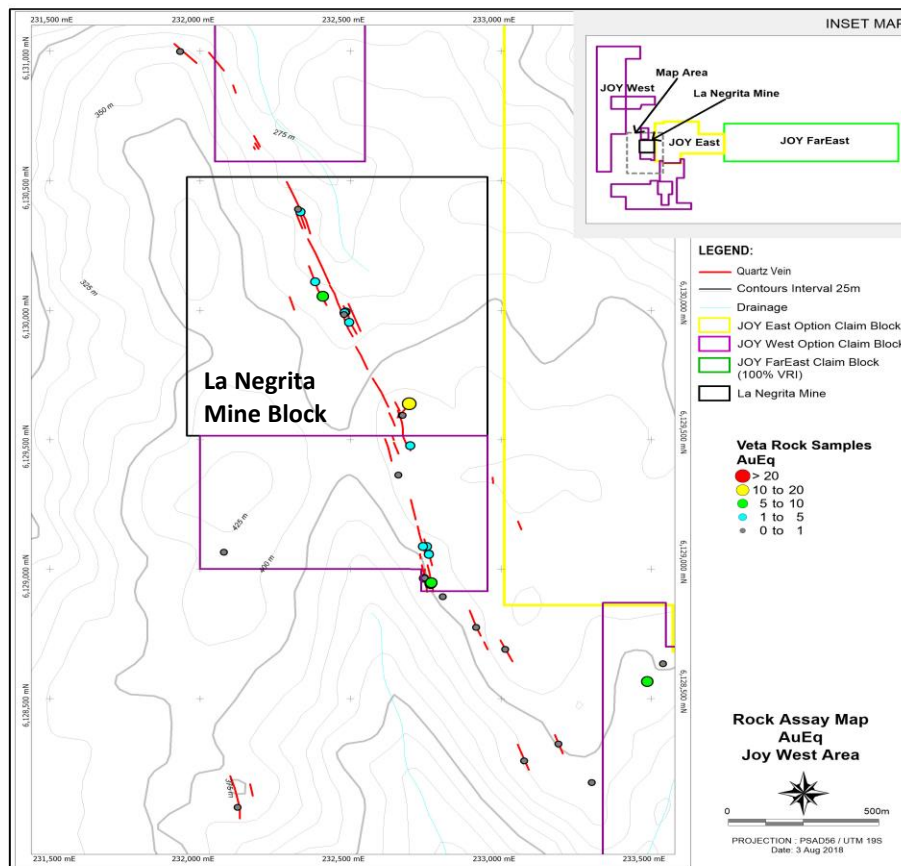 231,500 mE 232,000 mE 232,500 mE 233,000 mE
INSET MAP
Map Area
JOY West
La Negrita Mine
JOY East
JOY FarEast
6,131,000 mN
350 m
275 m
6,130,500 mN
325 m
6,130,000 mN
6,130,000 mN
La Negrita
Mine Block
6,129,500 mN
6,129,500 mN
425 m
400 m
6,129,000 mN
6,129,000 mN
6,128,500 mN
6,128,500 mN
375 m
231,500 mE 232,000 mE 232,500 mE 233,000 mE 233,500 mE
LEGEND:
Quartz Vein
Contours Interval 25m
Drainage
JOY East Option Claim Block
JOY West Option Claim Block
JOY FarEast Claim Block
(100% VRI)
La Negrita Mine
Veta Rock Samples
AuEq
> 20
10 to 20
5 to 10
1 to 5
0 to 1
Rock Assay Map
AuEq
Joy West Area
0 500m
PROJECTION : PSAD56 / UTM 19S
Date: 3 Aug 2018